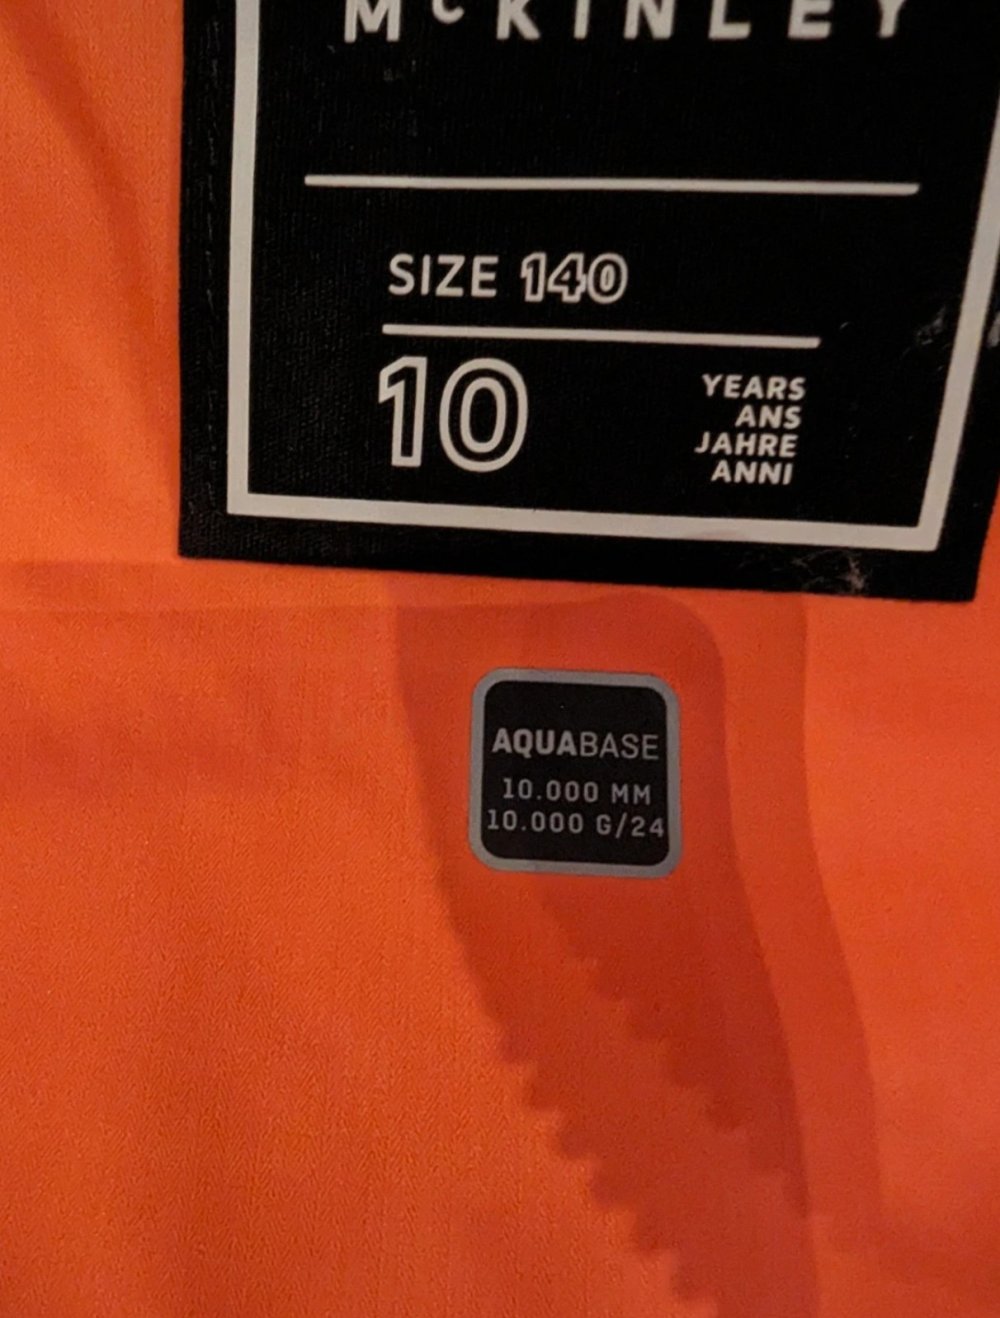 McKINLEY
SIZE 140
10
YEARS
ANS
JAHRE
ANNI
AQUABASE
10.000 MM
10.000 G/24